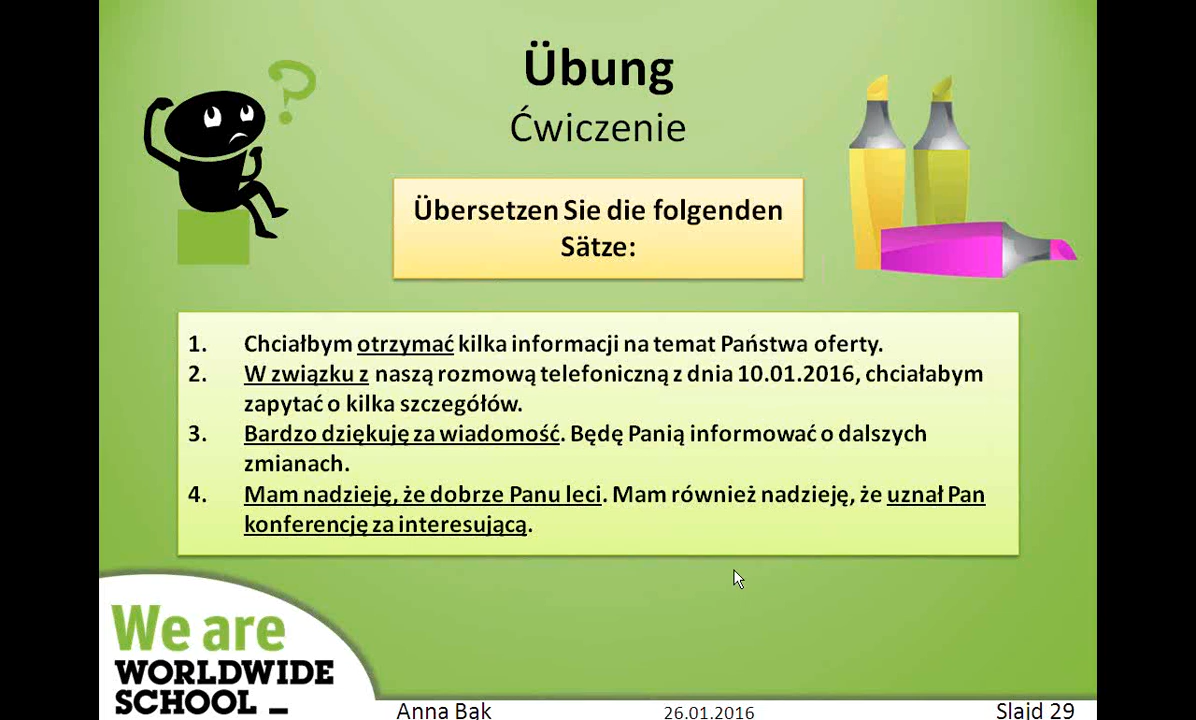 Übung
Ćwiczenie
?
Übersetzen Sie die folgenden
Sätze:
1. Chciałbym otrzymać kilka informacji na temat Państwa oferty.
2. W związku z naszą rozmową telefoniczną z dnia 10.01.2016, chciałabym
zapytać o kilka szczegółów.
3. Bardzo dziękuję za wiadomość. Będę Panią informować o dalszych
zmianach.
4. Mam nadzieję, że dobrze Panu leci. Mam również nadzieję, że uznał Pan
konferencję za interesującą.
We are
WORLDWIDE
SCHOOL _
Anna Bąk
26.01.2016
Slajd 29